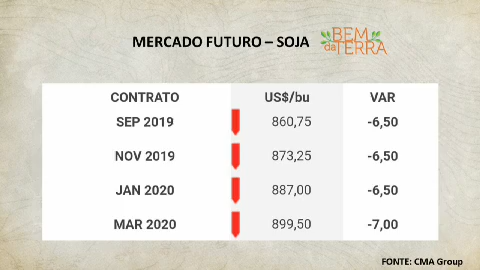 MERCADO FUTURO – SOJA
BEM
da TERRA
CONTRATO US$/bu VAR
SEP 2019 860,75 -6,50
NOV 2019 873,25 -6,50
JAN 2020 887,00 -6,50
MAR 2020 899,50 -7,00
FONTE: CMA Group